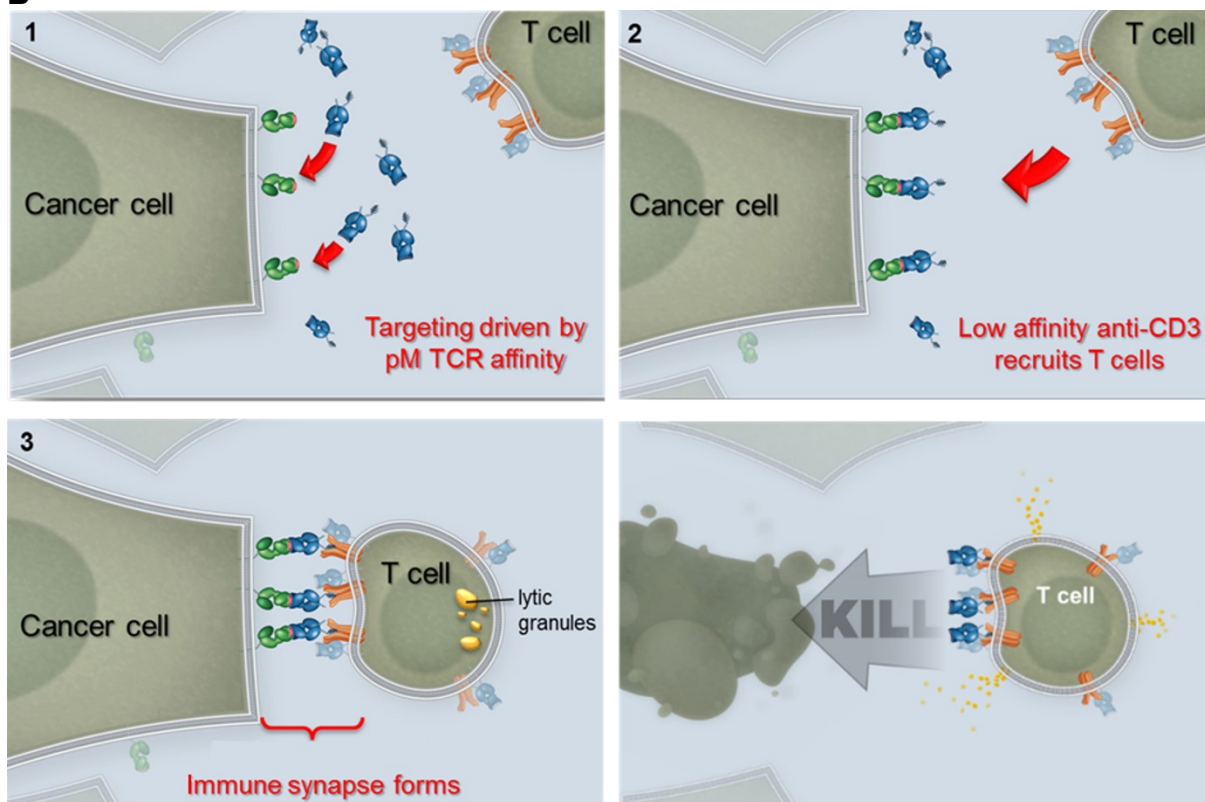 1
T cell
Cancer cell
Targeting driven by
pM TCR affinity
2
T cell
Cancer cell
Low affinity anti-CD3
recruits T cells
3
T cell
lytic
granules
Cancer cell
Immune synapse forms
KILL
T cell